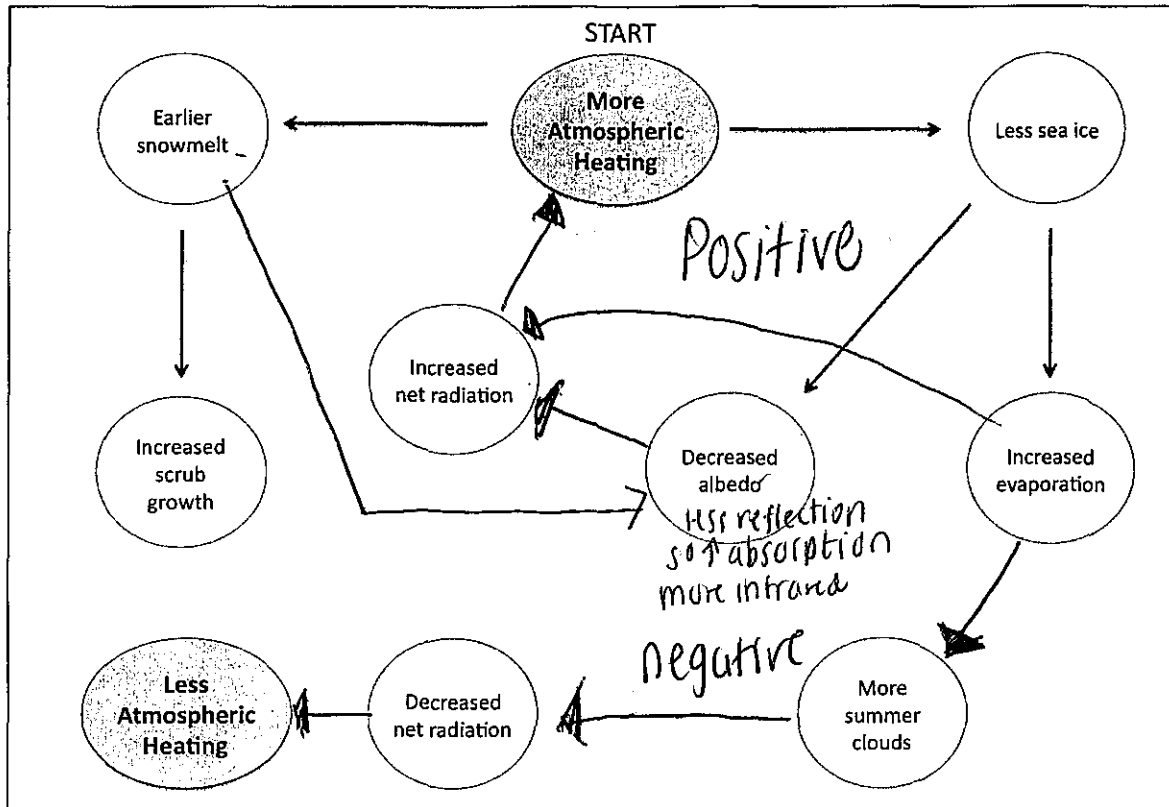 START
More
Atmospheric
Heating
Earlier
snowmelt
Less sea ice
Positive
Increased
net radiation
Increased
scrub
growth
Decreased
albedo
less reflection
so ↑ absorption
more infrared
Increased
evaporation
negative
Less
Atmospheric
Heating
Decreased
net radiation
More
summer
clouds